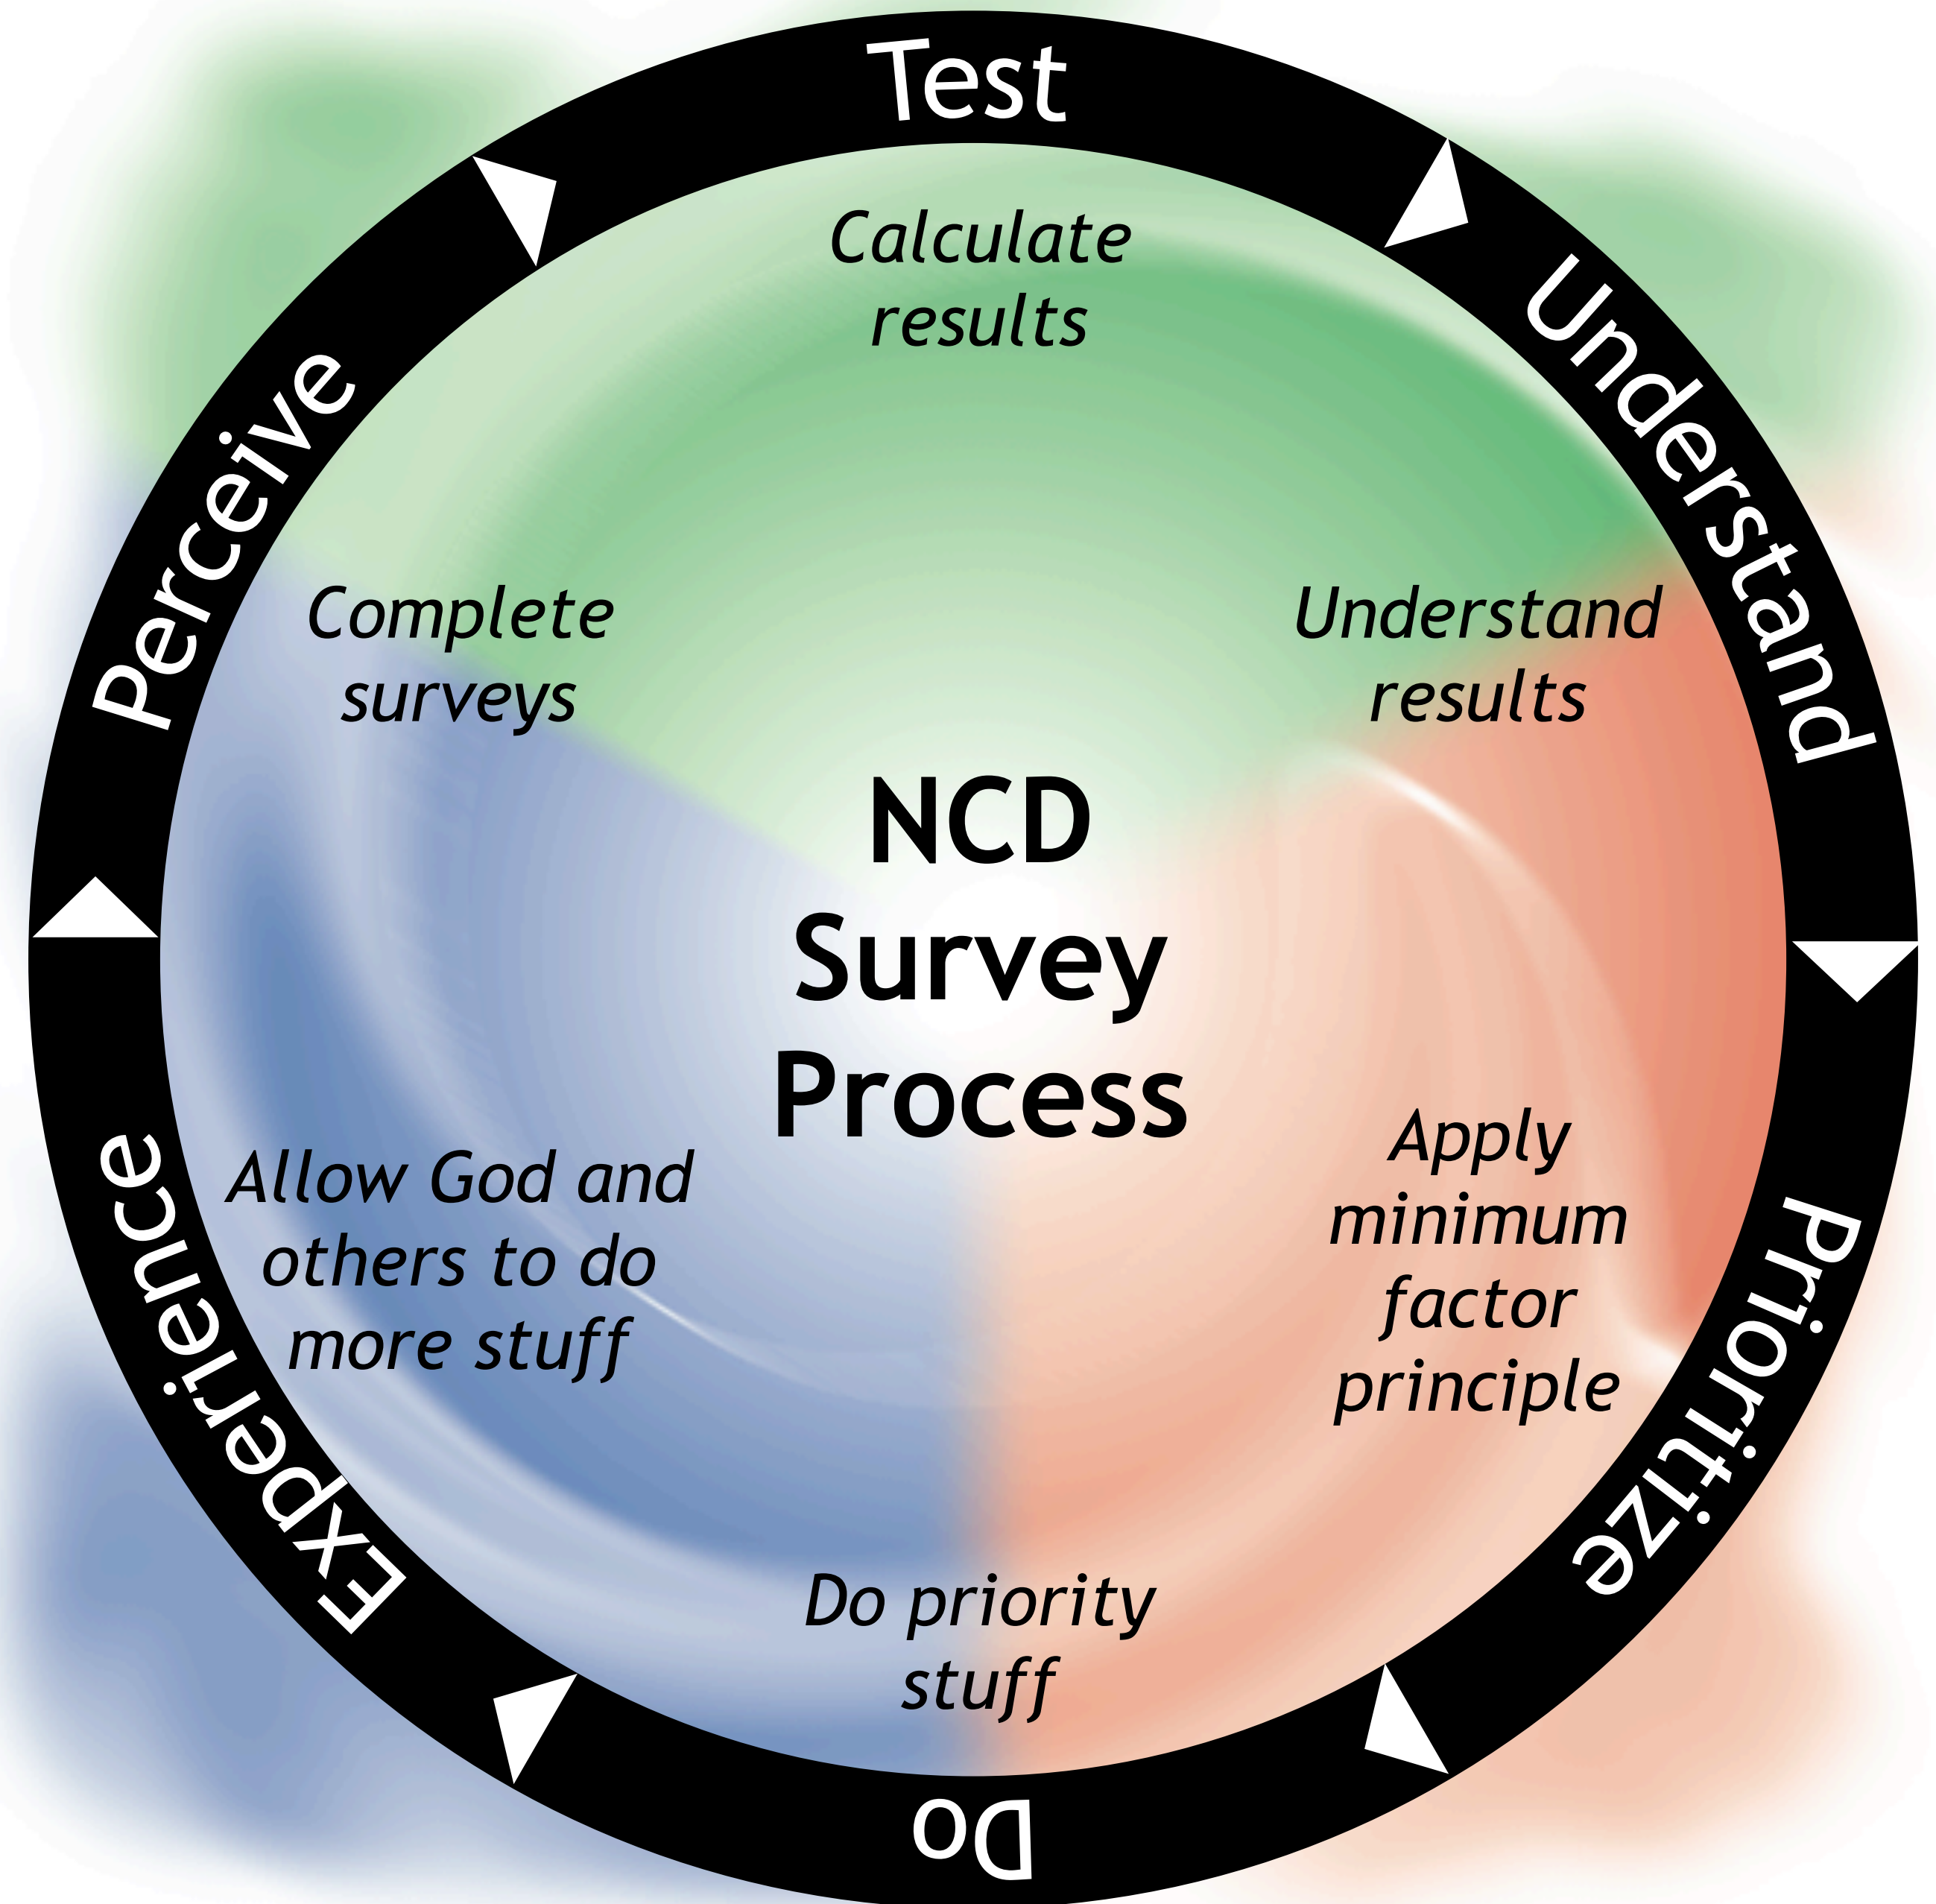 Test
Understand
Prioritize
Do
Experience
Perceive
Calculate
results
Understand
results
Apply
minimum
factor
principle
Do priority
stuff
Allow God and
others to do
more stuff
Complete
surveys
NCD
Survey
Process